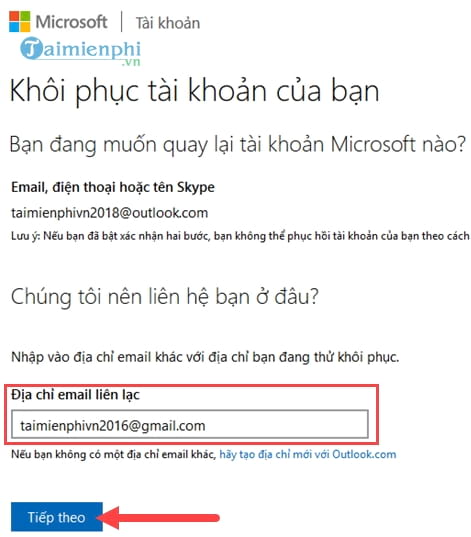 Microsoft | Tài khoản
Taimienphi
.vn
Khôi phục tài khoản của bạn
Bạn đang muốn quay lại tài khoản Microsoft nào?
Email, điện thoại hoặc tên Skype
taimienphivn2018@outlook.com
Lưu ý: Nếu bạn đã bật xác nhận hai bước, bạn không thể phục hồi tài khoản của bạn theo cách
Chúng tôi nên liên hệ bạn ở đâu?
Nhập vào địa chỉ email khác với địa chỉ bạn đang thử khôi phục.
Địa chỉ email liên lạc
taimienphivn2016@gmail.com
Nếu bạn không có một địa chỉ email khác, hãy tạo địa chỉ mới với Outlook.com
Tiếp theo